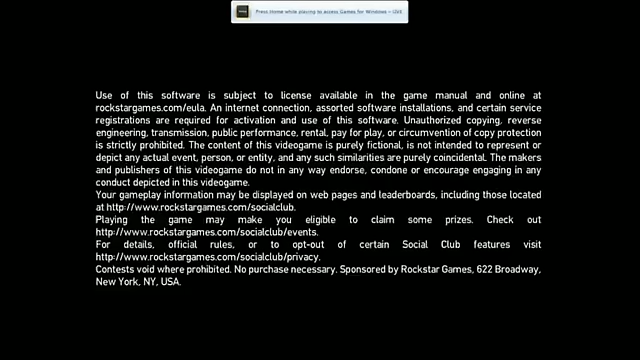 Press Home while playing to access Games for Windows - LIVE
Use of this software is subject to license available in the game manual and online at
rockstargames.com/eula. An internet connection, assorted software installations, and certain service
registrations are required for activation and use of this software. Unauthorized copying, reverse
engineering, transmission, public performance, rental, pay for play, or circumvention of copy protection
is strictly prohibited. The content of this videogame is purely fictional, is not intended to represent or
depict any actual event, person, or entity, and any such similarities are purely coincidental. The makers
and publishers of this videogame do not in any way endorse, condone or encourage engaging in any
conduct depicted in this videogame.
Your gameplay information may be displayed on web pages and leaderboards, including those located
at http://www.rockstargames.com/socialclub.
Playing the game may make you eligible to claim some prizes. Check out
http://www.rockstargames.com/socialclub/events.
For details, official rules, or to opt-out of certain Social Club features visit
http://www.rockstargames.com/socialclub/privacy.
Contests void where prohibited. No purchase necessary. Sponsored by Rockstar Games, 622 Broadway,
New York, NY, USA.